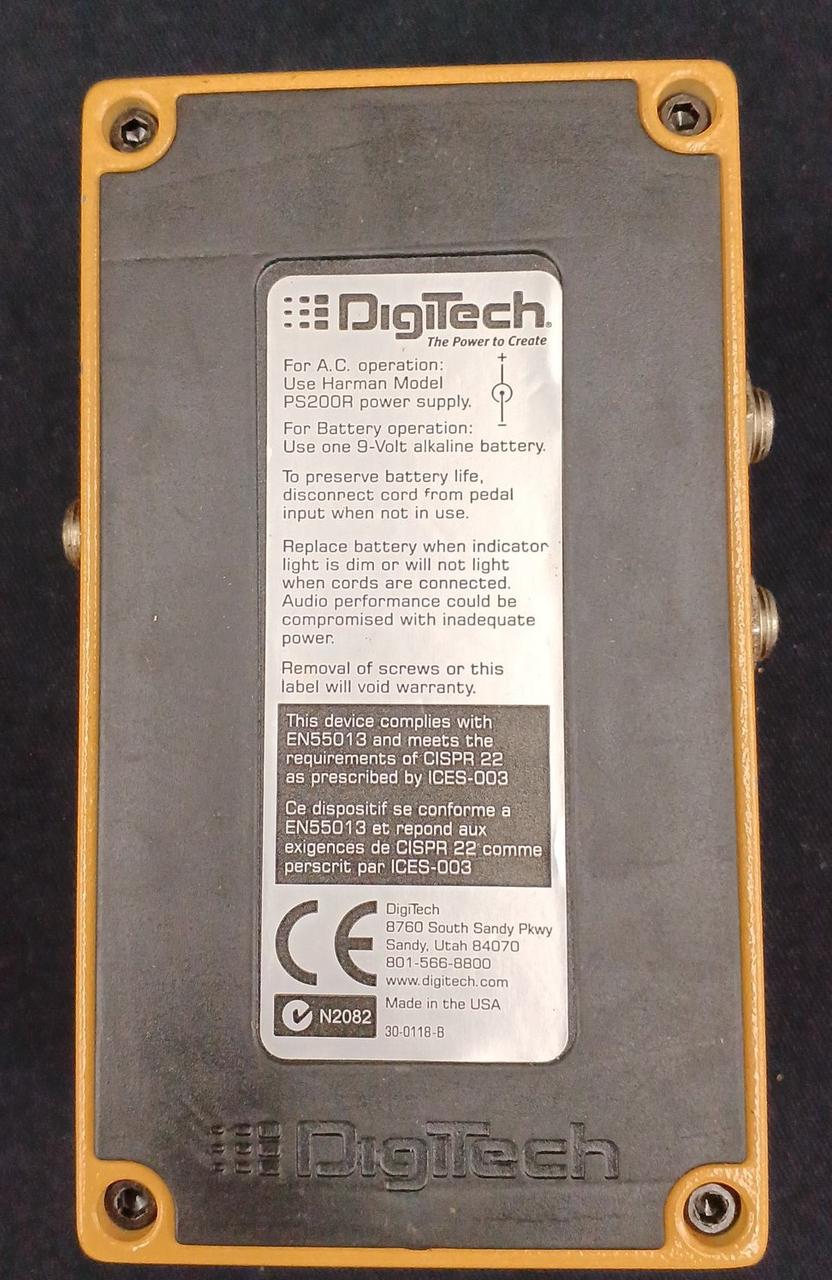 DigiTech®
The Power to Create
For A.C. operation:
Use Harman Model
PS200R power supply.
+
-
For Battery operation:
Use one 9-Volt alkaline battery.
To preserve battery life,
disconnect cord from pedal
input when not in use.
Replace battery when indicator
light is dim or will not light
when cords are connected.
Audio performance could be
compromised with inadequate
power.
Removal of screws or this
label will void warranty.
This device complies with
EN55013 and meets the
requirements of CISPR 22
as prescribed by ICES-003
Ce dispositif se conforme a
EN55013 et repond aux
exigences de CISPR 22 comme
perscrit par ICES-003
CE
DigiTech
8760 South Sandy Pkwy
Sandy, Utah 84070
801-566-8800
www.digitech.com
Made in the USA
N2082
30-0118-B
DigiTech